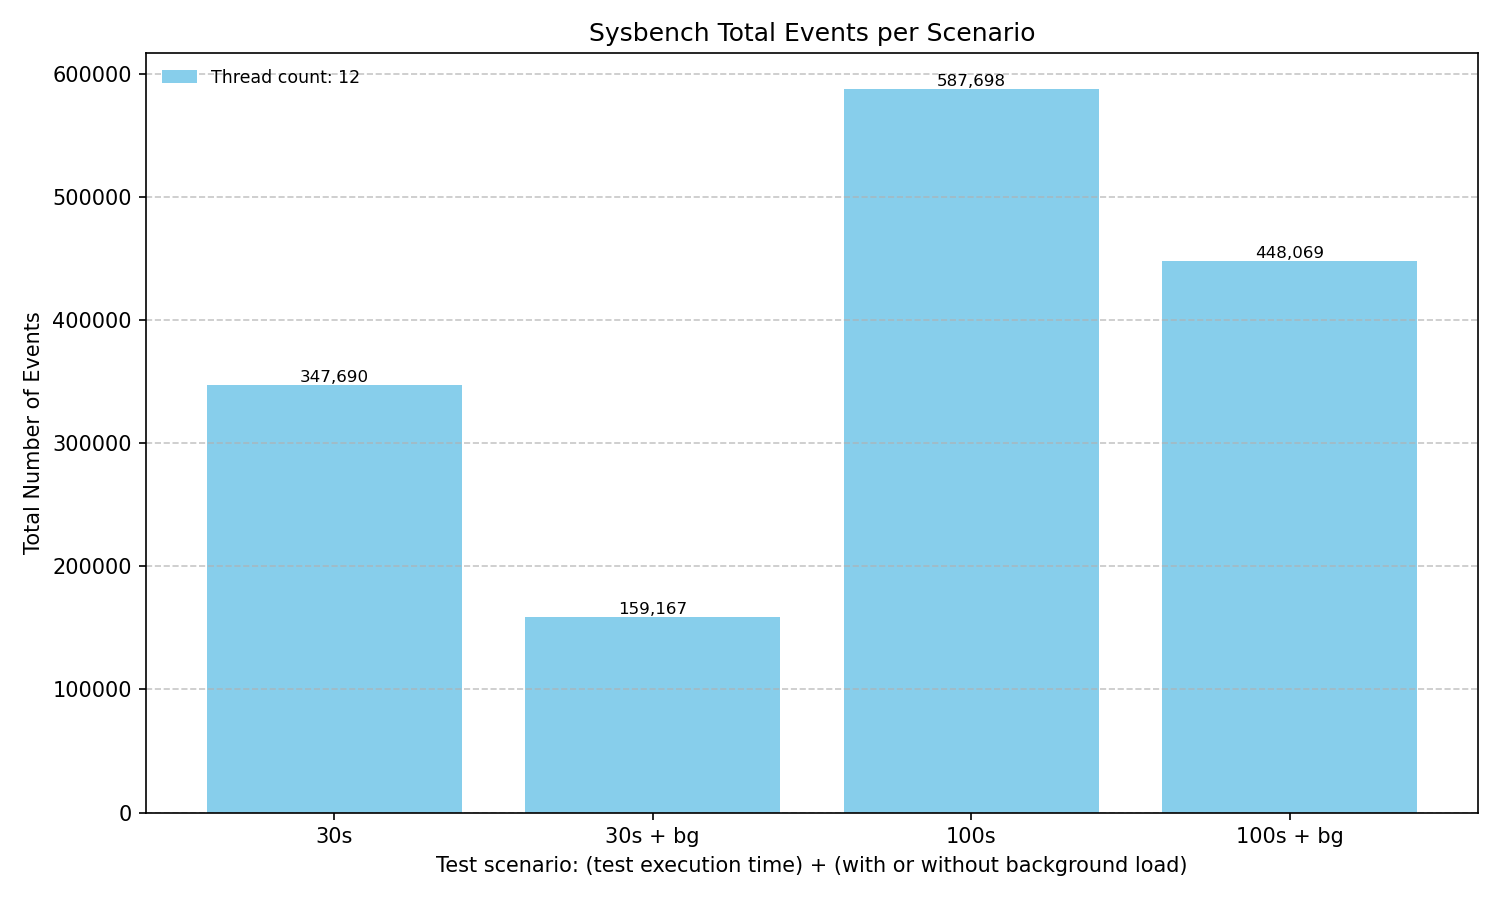 Sysbench Total Events per Scenario
Total Number of Events
600000
500000
400000
300000
200000
100000
0
Thread count: 12
347,690
159,167
587,698
448,069
30s
30s + bg
100s
100s + bg
Test scenario: (test execution time) + (with or without background load)